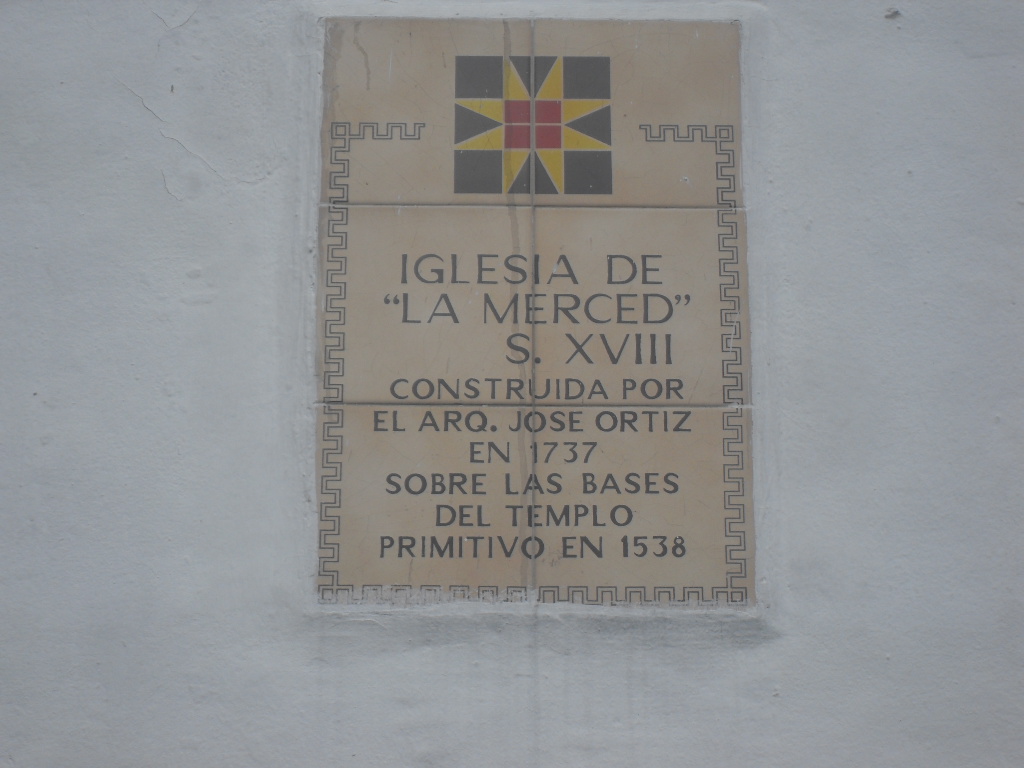 IGLESIA DE
“LA MERCED”
S. XVIII
CONSTRUIDA POR
EL ARQ. JOSE ORTIZ
EN 1737
SOBRE LAS BASES
DEL TEMPLO
PRIMITIVO EN 1538